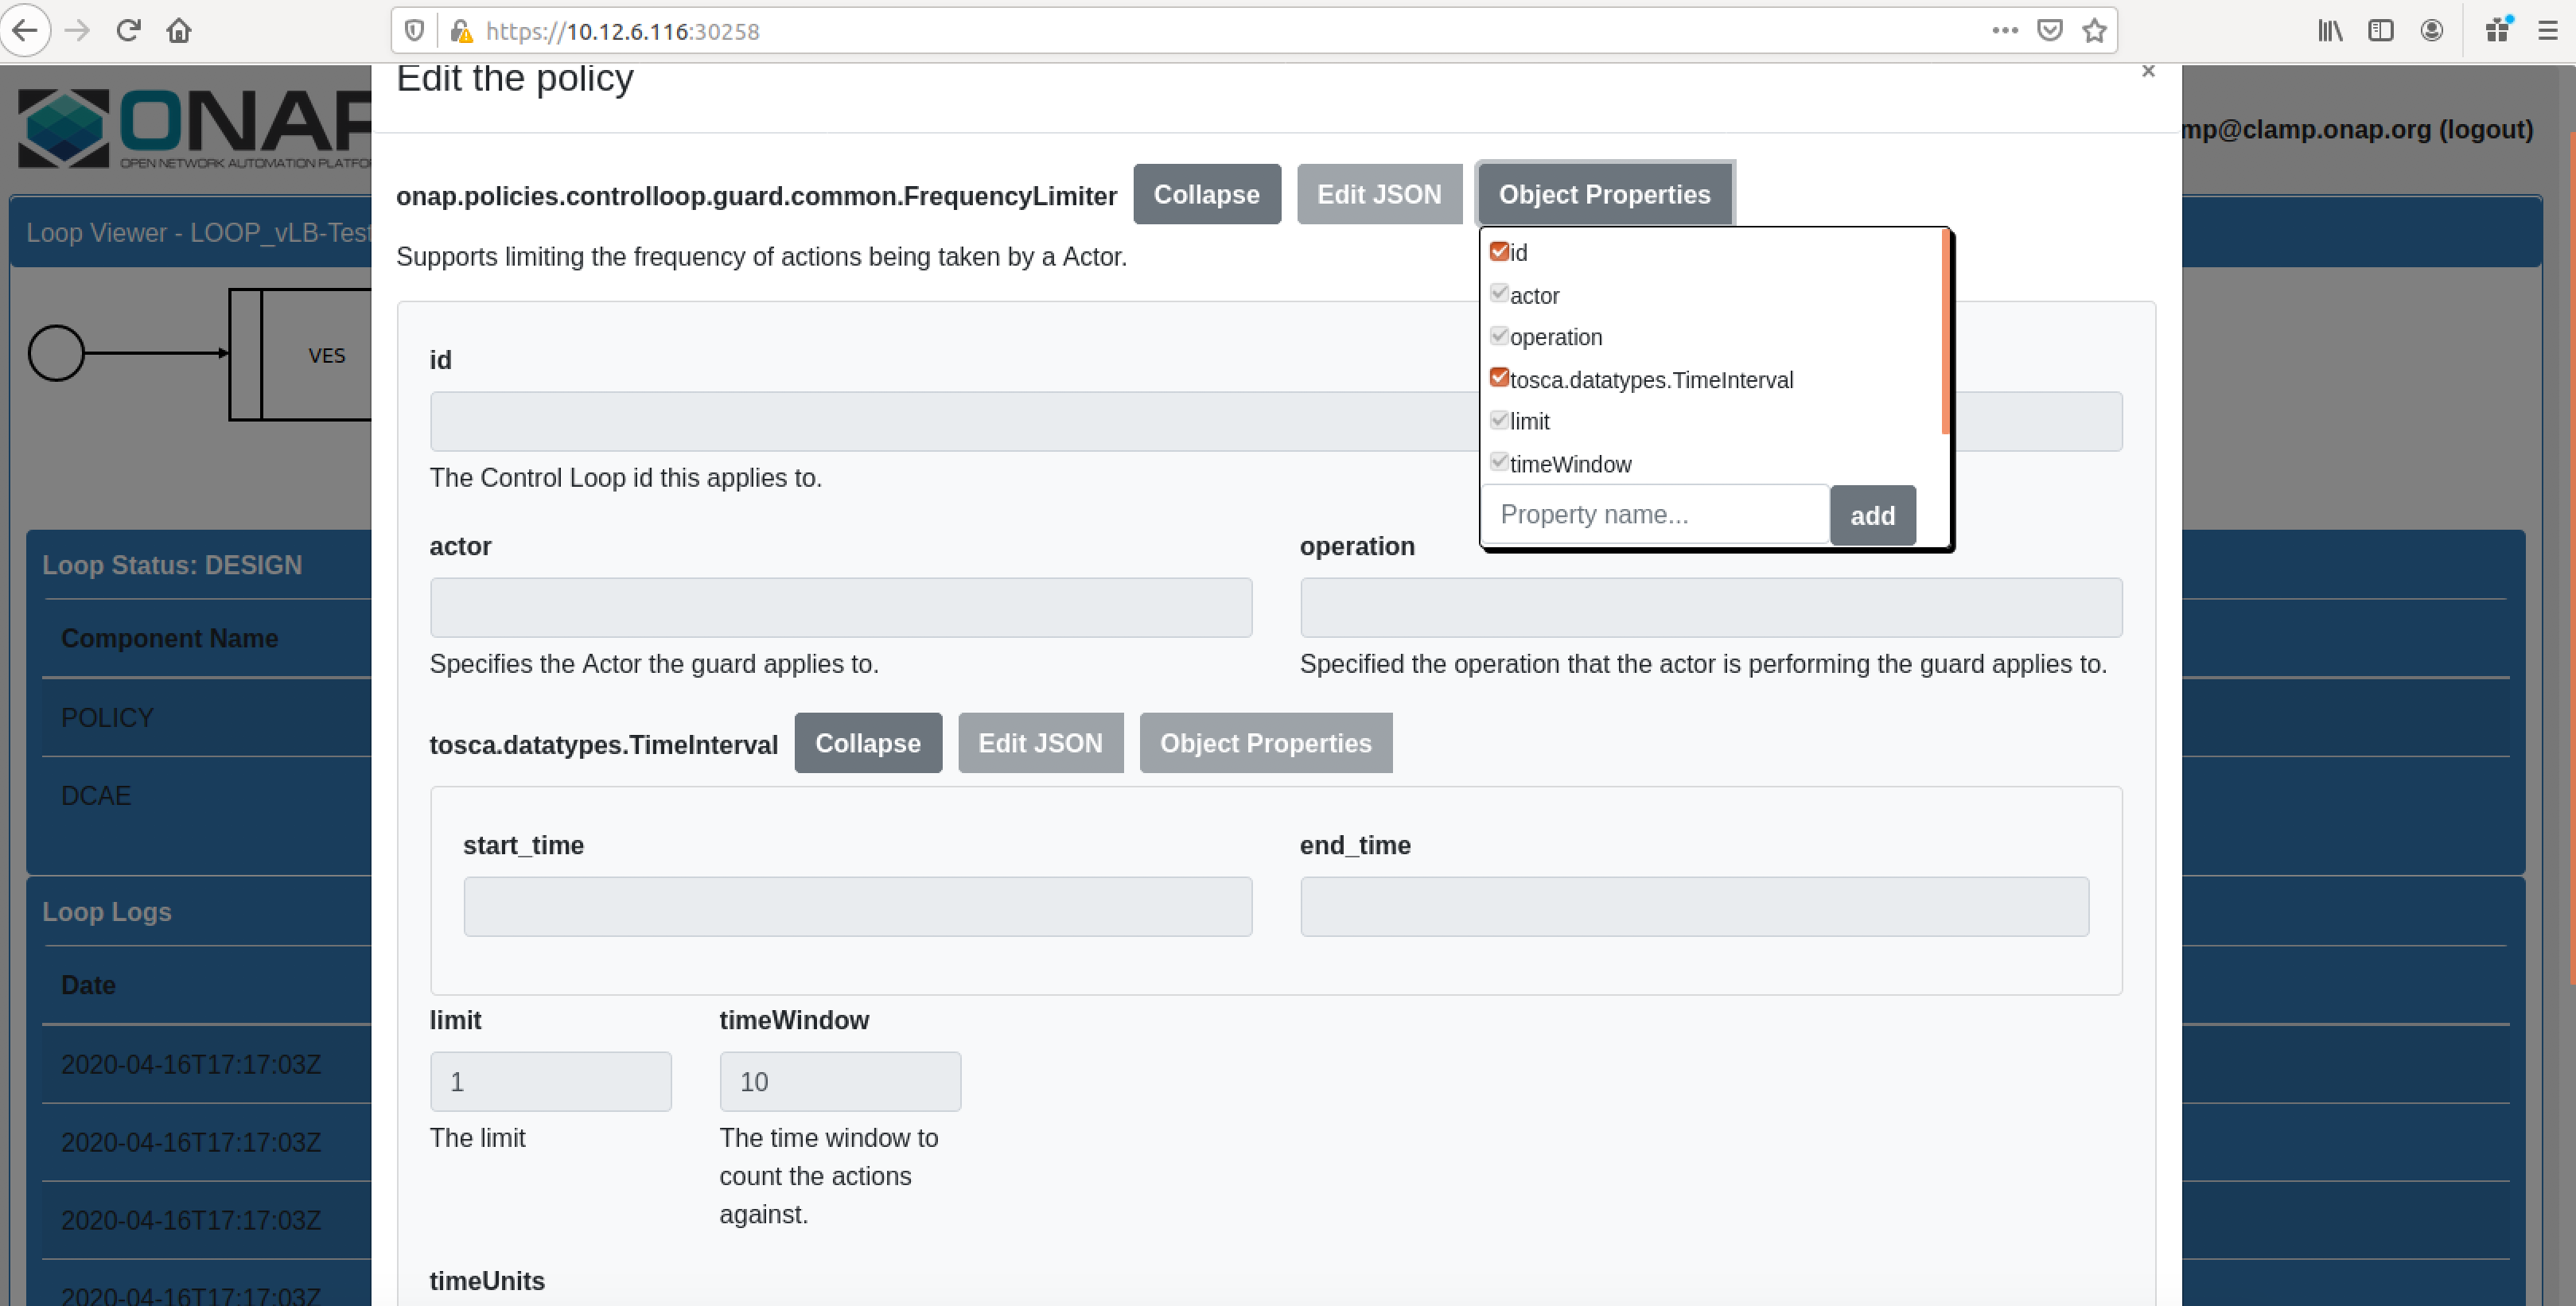 https://10.12.6.116:30258
Edit the policy
×
ONAP
OPEN NETWORK AUTOMATION PLATFO
mp@clamp.onap.org (logout)
Loop Viewer - LOOP_vLB-Test
VES
onap.policies.controlloop.guard.common.FrequencyLimiter Collapse Edit JSON Object Properties
Supports limiting the frequency of actions being taken by a Actor.
id
actor
operation
tosca.datatypes.TimeInterval
limit
timeWindow
Property name... add
id
The Control Loop id this applies to.
actor operation
Specifies the Actor the guard applies to. Specified the operation that the actor is performing the guard applies to.
tosca.datatypes.TimeInterval Collapse Edit JSON Object Properties
start_time end_time
limit timeWindow
1 10
The limit The time window to
count the actions
against.
timeUnits
Loop Status: DESIGN
Component Name
POLICY
DCAE
Loop Logs
Date
2020-04-16T17:17:03Z
2020-04-16T17:17:03Z
2020-04-16T17:17:03Z
2020-04-16T17:17:03Z